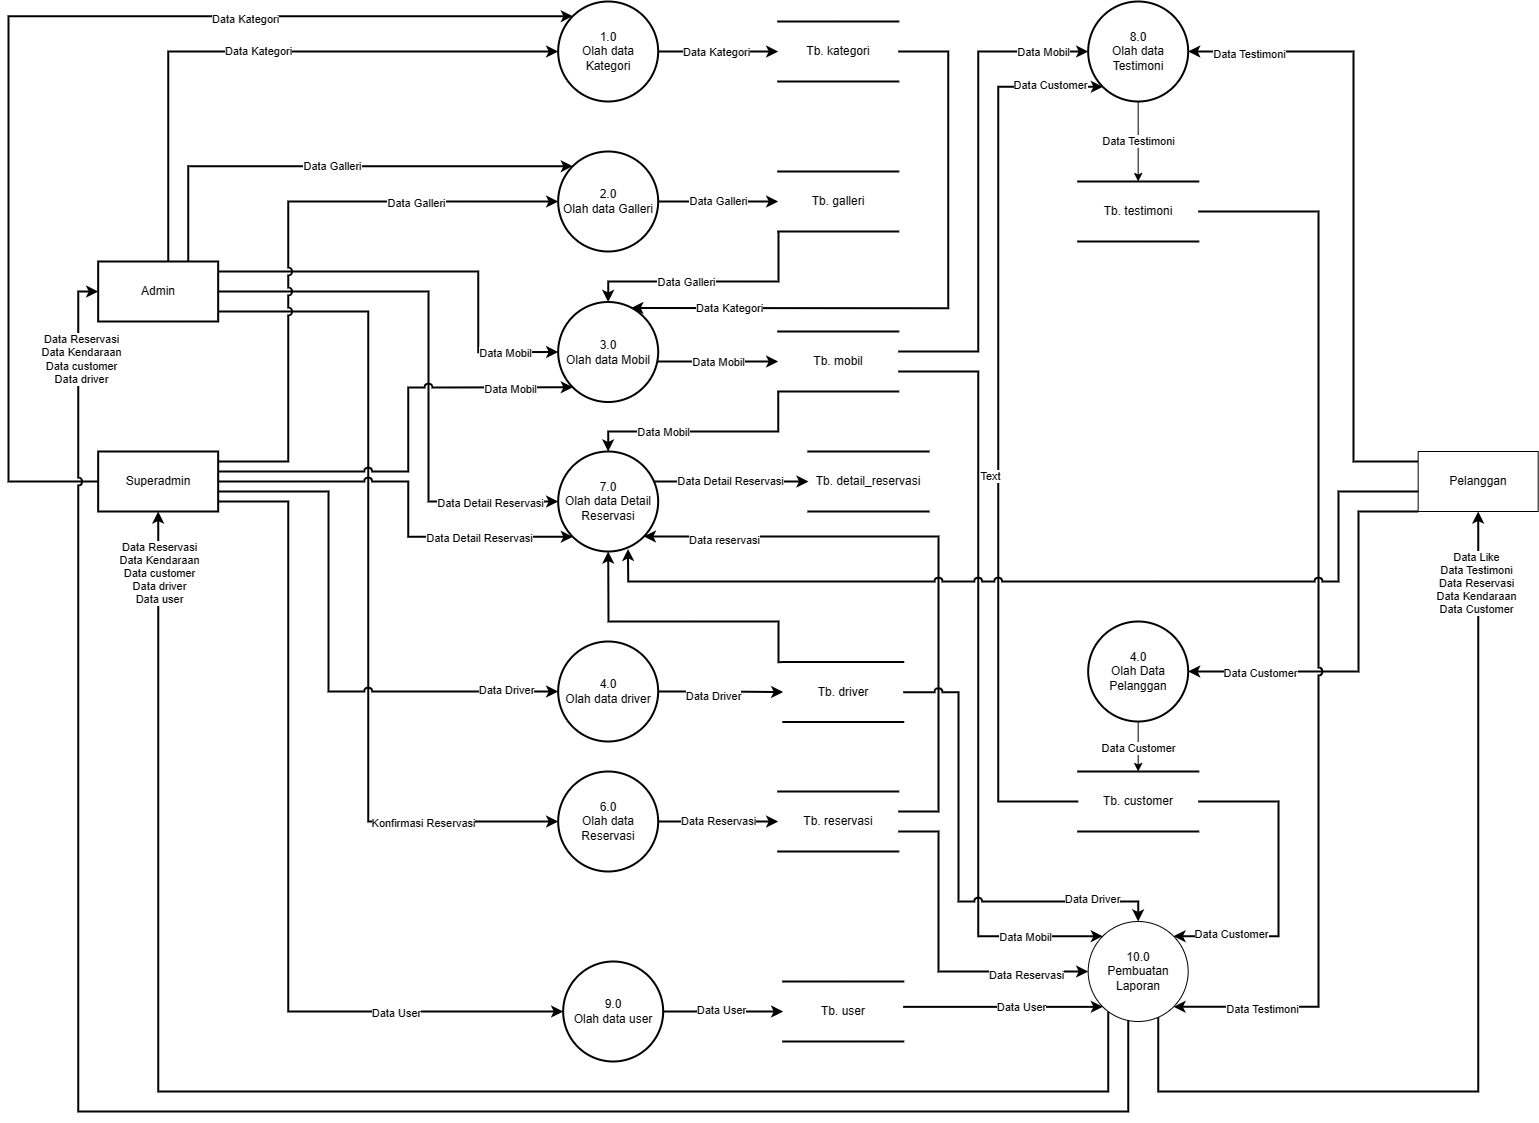 Data Kategori
Data Kategori
1.0
Olah data
Kategori
Data Kategori
Tb. kategori
Data Mobil
8.0
Olah data
Testimoni
Data Testimoni
Data Customer
Data Testimoni
Data Galleri
Data Galleri
2.0
Olah data Galleri
Data Galleri
Tb. galleri
Tb. testimoni
Admin
Data Galleri
Data Kategori
Data Reservasi
Data Kendaraan
Data customer
Data driver
Data Mobil
Data Mobil
3.0
Olah data Mobil
Data Mobil
Tb. mobil
Data Mobil
Superadmin
Data Detail Reservasi
Data Detail Reservasi
7.0
Olah data Detail
Reservasi
Data Detail Reservasi
Tb. detail_reservasi
Text
Pelanggan
Data reservasi
Data Reservasi
Data Kendaraan
Data customer
Data driver
Data user
Data Like
Data Testimoni
Data Reservasi
Data Kendaraan
Data Customer
Data Driver
4.0
Olah data driver
Data Driver
Tb. driver
4.0
Olah Data
Pelanggan
Data Customer
Data Customer
Konfirmasi Reservasi
6.0
Olah data
Reservasi
Data Reservasi
Tb. reservasi
Tb. customer
Data Driver
Data Mobil
Data Customer
Data Reservasi
10.0
Pembuatan
Laporan
Data User
9.0
Olah data user
Data User
Tb. user
Data User
Data Testimoni